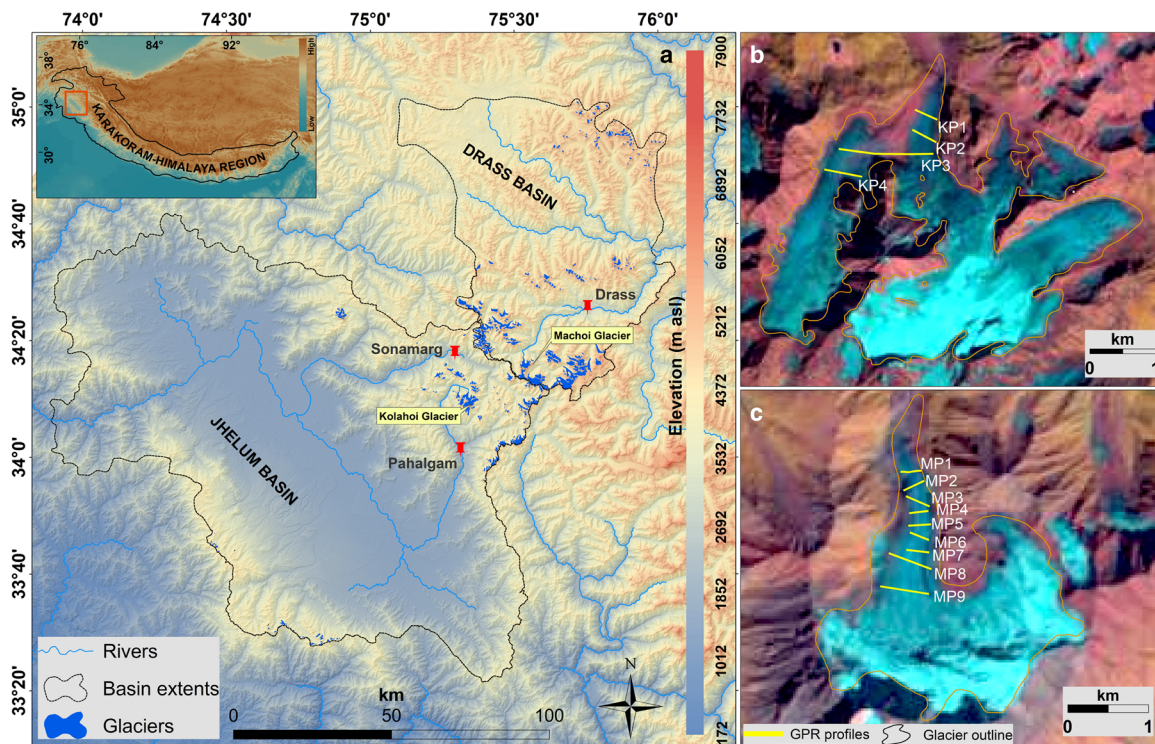 74°0'
74°50'
75°0'
75°50'
76°0'
35°0'
34°40'
34°20'
34°0'
33°40'
33°20'
76°
84°
92°
38°
34°
30°
High
Low
KARAKORAM-HIMALAYA REGION
a
DRASS BASIN
Drass
Machoi Glacier
Sonamarg
Kolahoi Glacier
Pahalgam
JHELUM BASIN
Rivers
Basin extents
Glaciers
km
0
50
100
N
Elevation (m asl)
7900
7732
6892
6052
5212
4372
3532
2692
1852
1012
172
b
KP1
KP2
KP3
KP4
km
0
1
c
MP1
MP2
MP3
MP4
MP5
MP6
MP7
MP8
MP9
km
0
1
GPR profiles
Glacier outline